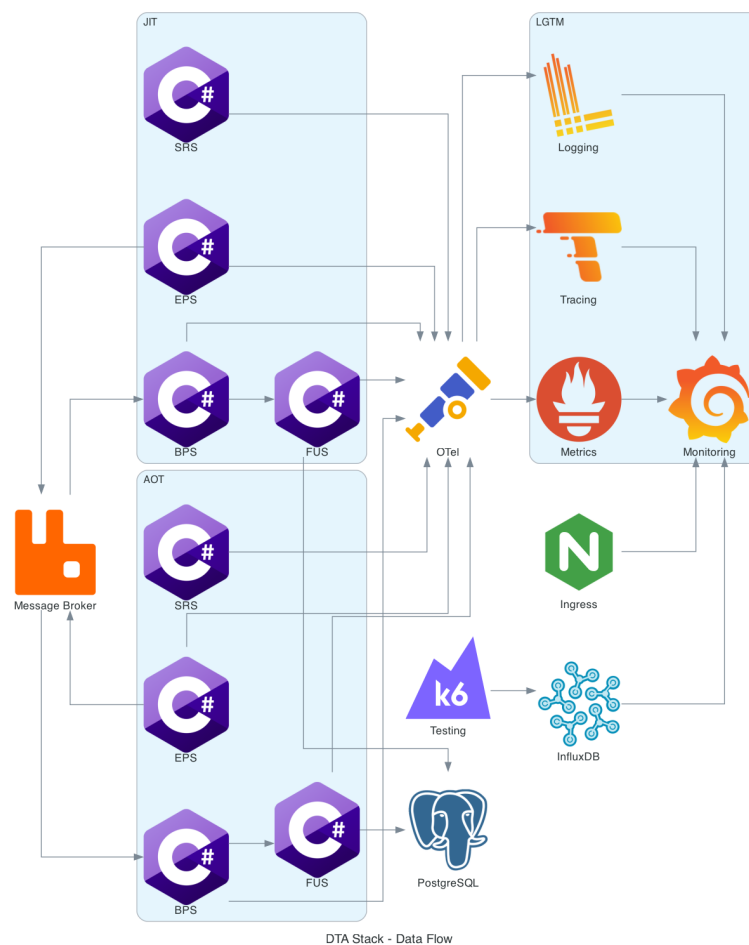 JIT
LGTM
C#
SRS
Logging
C#
EPS
Tracing
C#
BPS
C#
FUS
OTel
Metrics
Monitoring
AOT
C#
SRS
Message Broker
N
Ingress
C#
EPS
k6
Testing
InfluxDB
C#
BPS
C#
FUS
PostgreSQL
DTA Stack - Data Flow